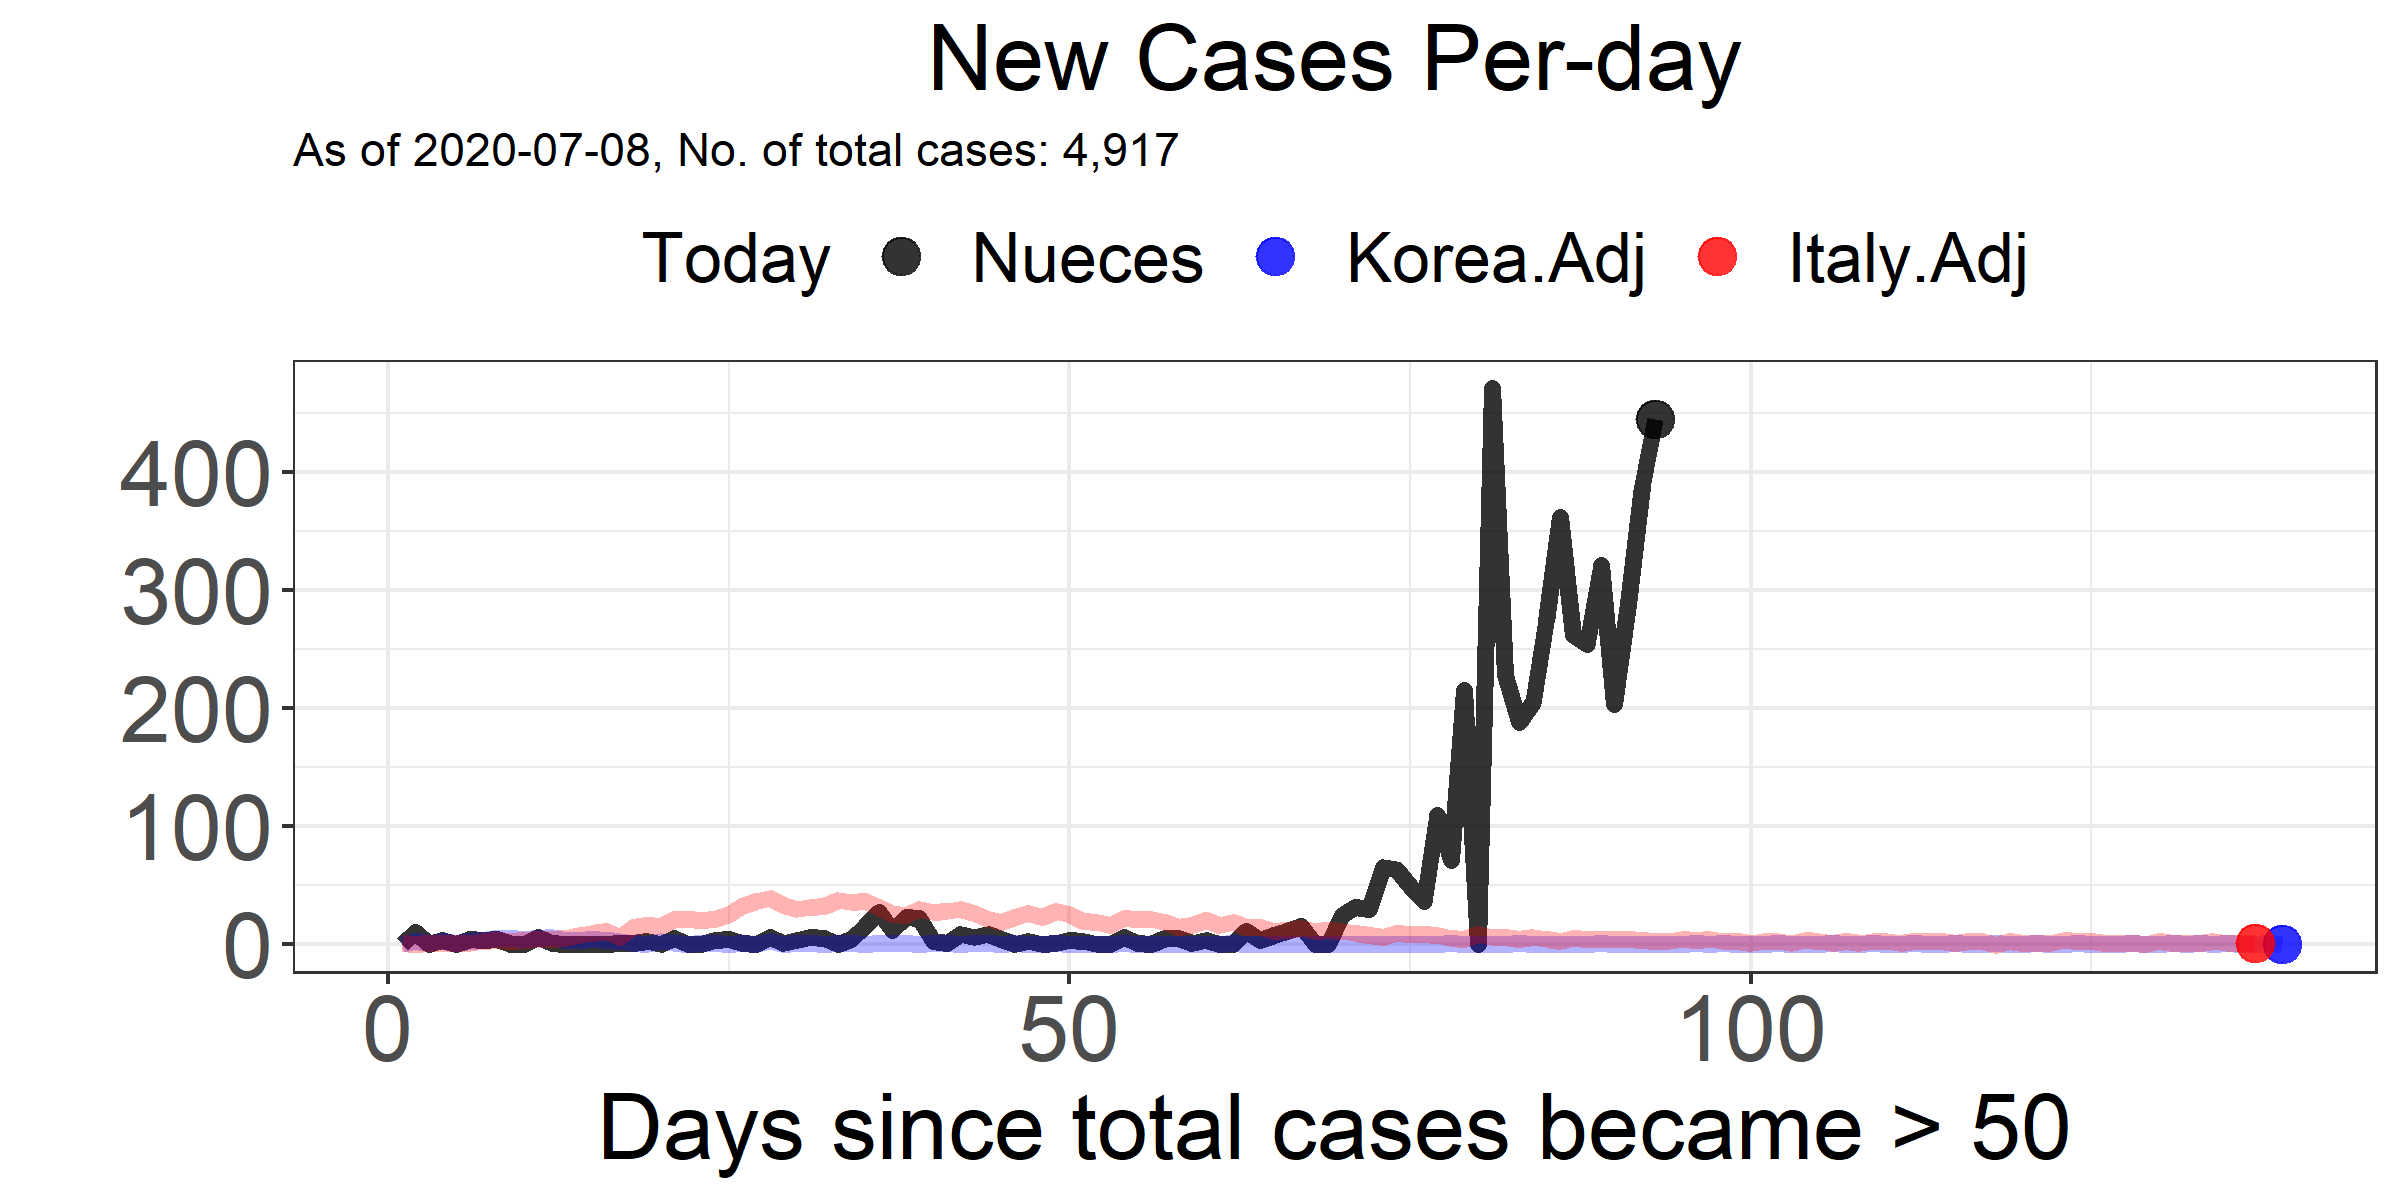 New Cases Per-day
As of 2020-07-08, No. of total cases: 4,917
Today Nueces Korea.Adj Italy.Adj
400
300
200
100
0
0 50 100
Days since total cases became > 50